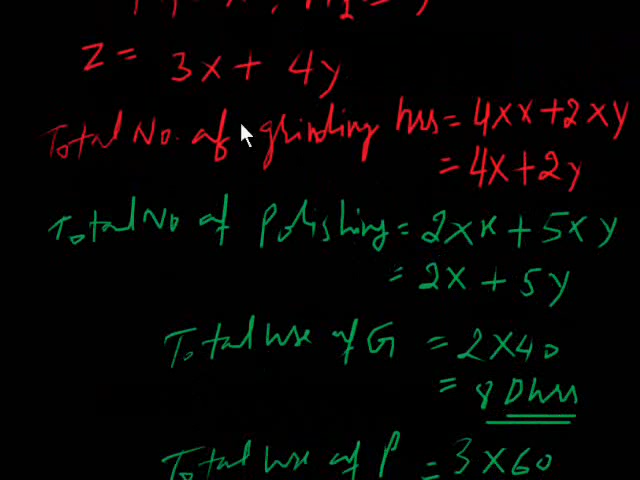 Z = 3x + 4y
Total No. of grinding hrs = 4×x+2×y
= 4x+2y
Total No of Polishing = 2×x + 5×y
= 2x + 5y
Total hrs of G = 2×40
= 80hrs
Total hrs of P = 3×60